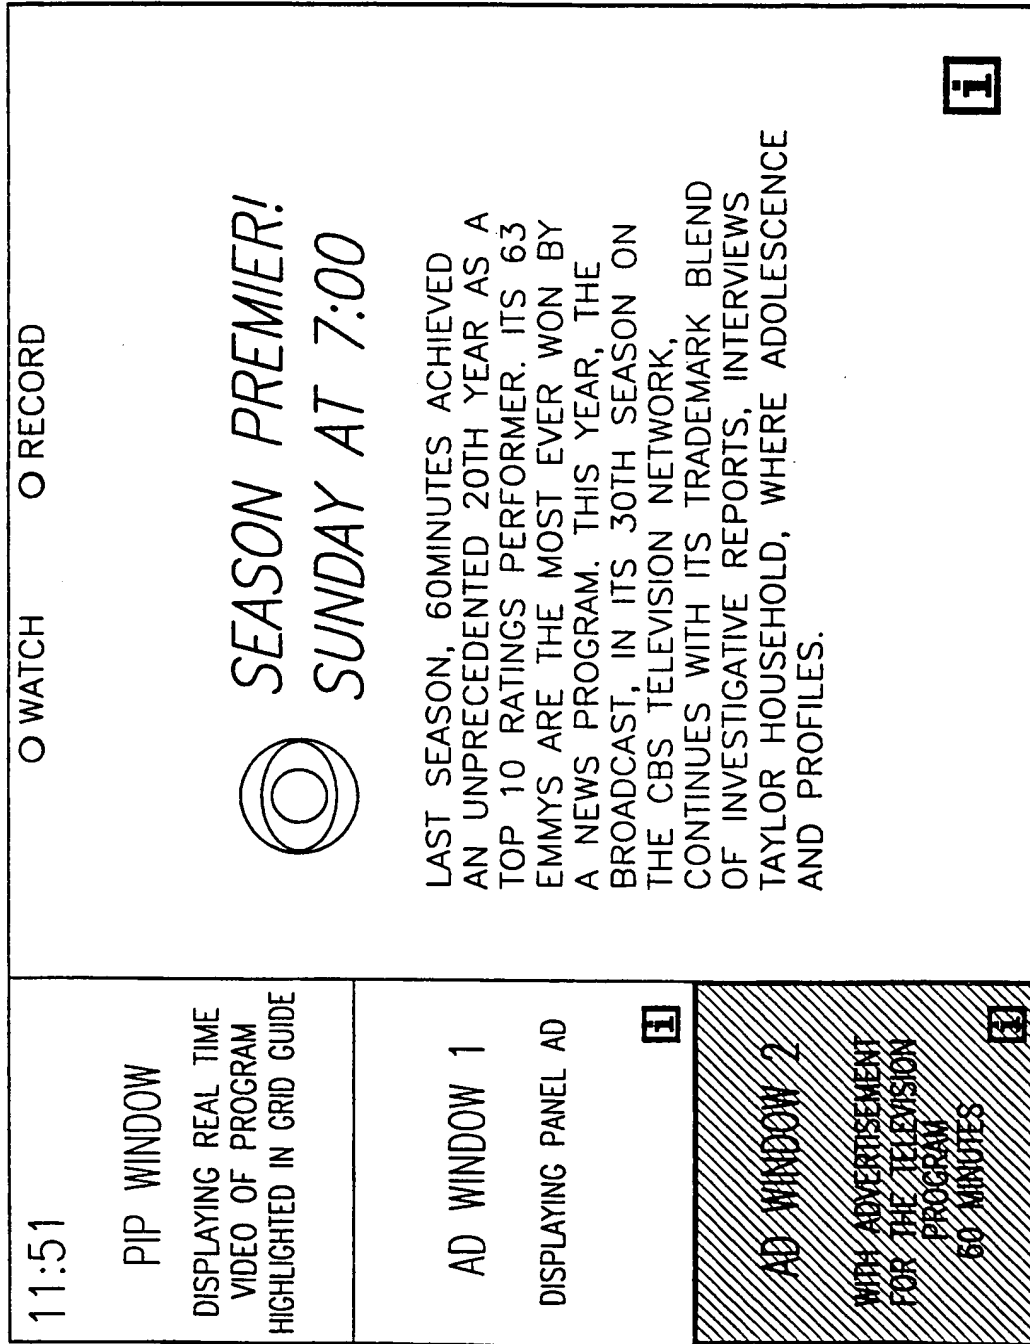 11:51
PIP WINDOW
DISPLAYING REAL TIME
VIDEO OF PROGRAM
HIGHLIGHTED IN GRID GUIDE
AD WINDOW 1
DISPLAYING PANEL AD
i
AD WINDOW 2
WITH ADVERTISEMENT
FOR THE TELEVISION
PROGRAM
60 MINUTES
i
O WATCH O RECORD
SEASON PREMIER!
SUNDAY AT 7:00
LAST SEASON, 60MINUTES ACHIEVED
AN UNPRECEDENTED 20TH YEAR AS A
TOP 10 RATINGS PERFORMER. ITS 63
EMMYS ARE THE MOST EVER WON BY
A NEWS PROGRAM. THIS YEAR, THE
BROADCAST, IN ITS 30TH SEASON ON
THE CBS TELEVISION NETWORK,
CONTINUES WITH ITS TRADEMARK BLEND
OF INVESTIGATIVE REPORTS, INTERVIEWS
TAYLOR HOUSEHOLD, WHERE ADOLESCENCE
AND PROFILES.
i